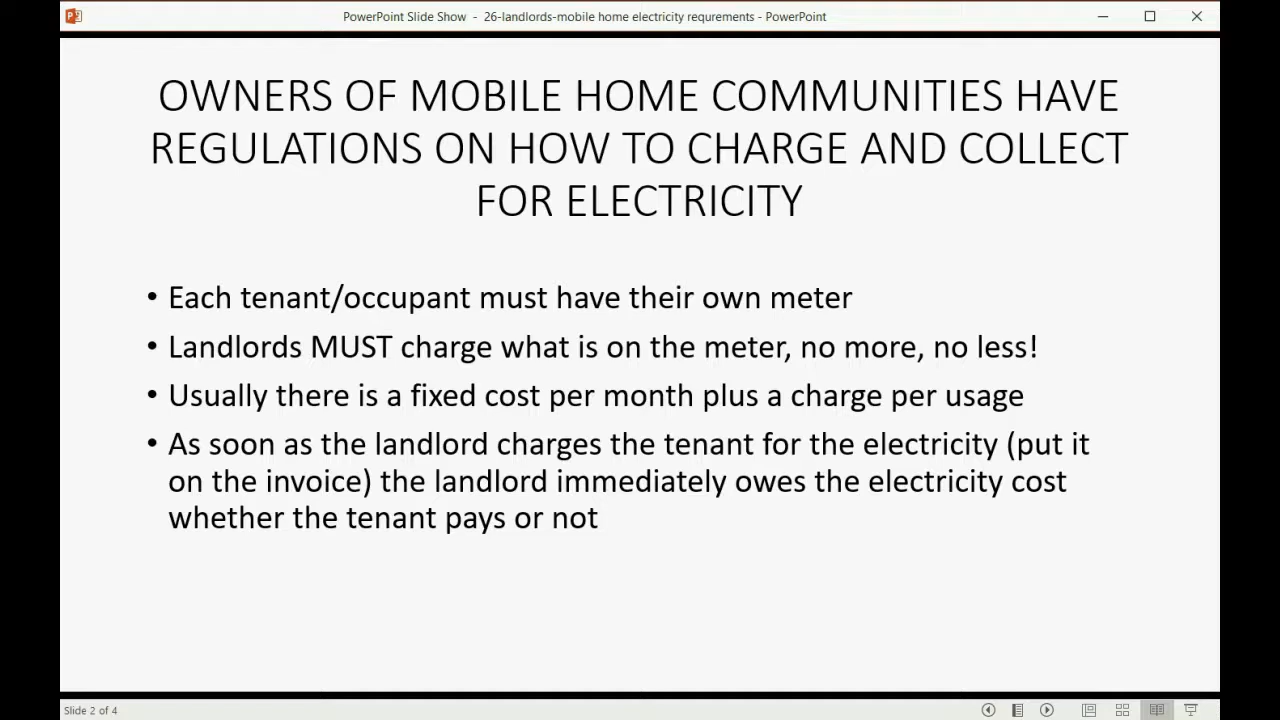 PowerPoint Slide Show - 26-landlords-mobile home electricity requrements - PowerPoint
OWNERS OF MOBILE HOME COMMUNITIES HAVE
REGULATIONS ON HOW TO CHARGE AND COLLECT
FOR ELECTRICITY
• Each tenant/occupant must have their own meter
• Landlords MUST charge what is on the meter, no more, no less!
• Usually there is a fixed cost per month plus a charge per usage
• As soon as the landlord charges the tenant for the electricity (put it
on the invoice) the landlord immediately owes the electricity cost
whether the tenant pays or not
Slide 2 of 4